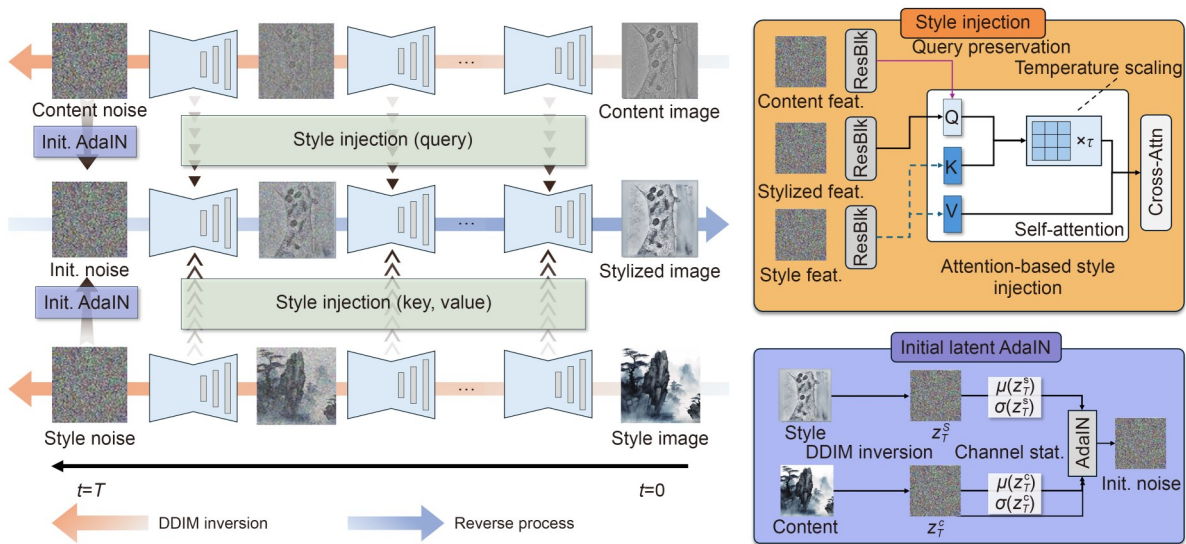 Content noise
...
Content image
Init. AdaIN
Style injection (query)
Init. noise
...
Stylized image
Init. AdaIN
Style injection (key, value)
Style noise
...
Style image
t=T
t=0
DDIM inversion
Reverse process
Style injection
Query preservation
Temperature scaling
ResBlk
Content feat.
Q
×τ
ResBlk
Stylized feat.
K
Cross-Attn
V
ResBlk
Self-attention
Style feat.
Attention-based style
injection
Initial latent AdaIN
μ(z_T^s)
σ(z_T^s)
Style
z_T^s
DDIM inversion
Channel stat.
AdaIN
μ(z_T^c)
σ(z_T^c)
Init. noise
Content
z_T^c